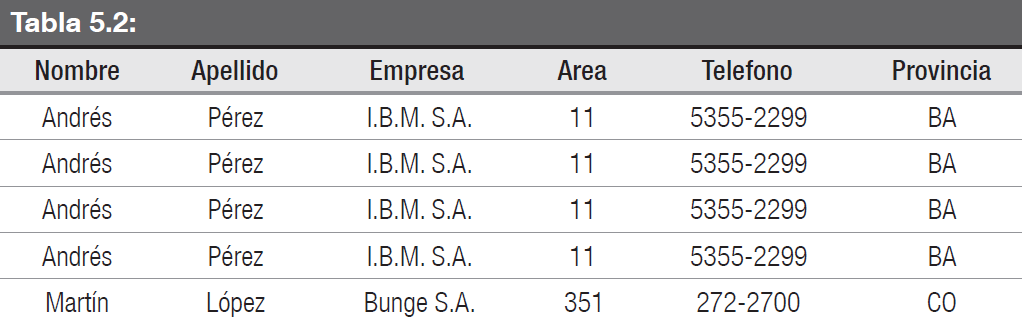 Tabla 5.2:
Nombre Apellido Empresa Area Telefono Provincia
Andrés Pérez I.B.M. S.A. 11 5355-2299 BA
Andrés Pérez I.B.M. S.A. 11 5355-2299 BA
Andrés Pérez I.B.M. S.A. 11 5355-2299 BA
Andrés Pérez I.B.M. S.A. 11 5355-2299 BA
Martín López Bunge S.A. 351 272-2700 CO